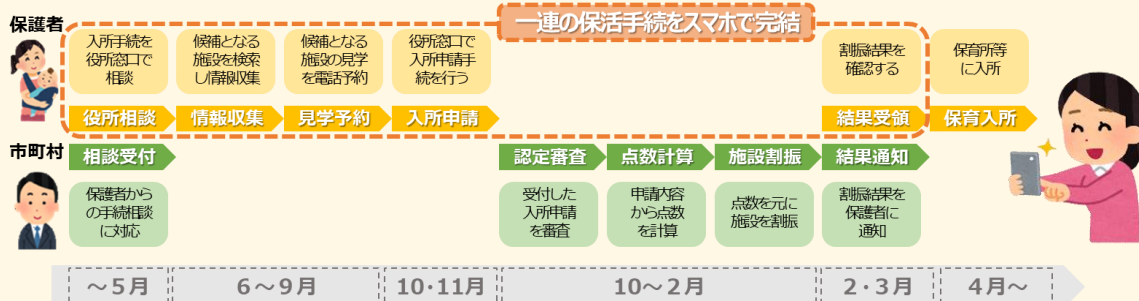 一連の保活手続をスマホで完結
保護者
入所手続を
役所窓口で
相談
候補となる
施設を検索
し情報収集
候補となる
施設の見学
を電話予約
役所窓口で
入所申請手
続を行う
割振結果を
確認する
保育所等
に入所
役所相談
情報収集
見学予約
入所申請
結果受領
保育入所
市町村
相談受付
認定審査
点数計算
施設割振
結果通知
保護者から
の手続相談
に対応
受付した
入所申請
を審査
申請内容
から点数
を計算
点数を元に
施設を割振
割振結果を
保護者に
通知
～5月
6～9月
10・11月
10～2月
2・3月
4月～